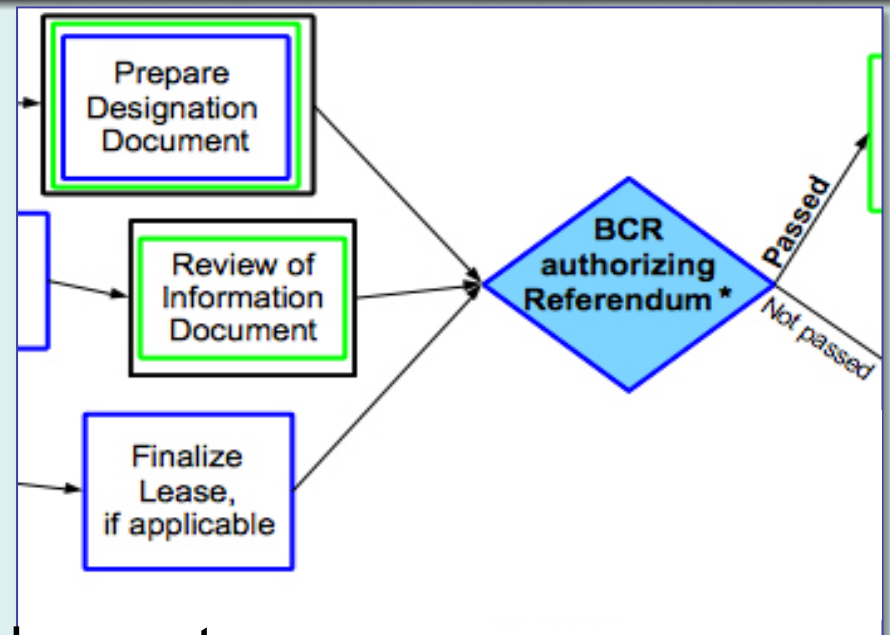 Prepare
Designation
Document
Review of
Information
Document
Finalize
Lease,
if applicable
BCR
authorizing
Referendum *
Passed
Not passed